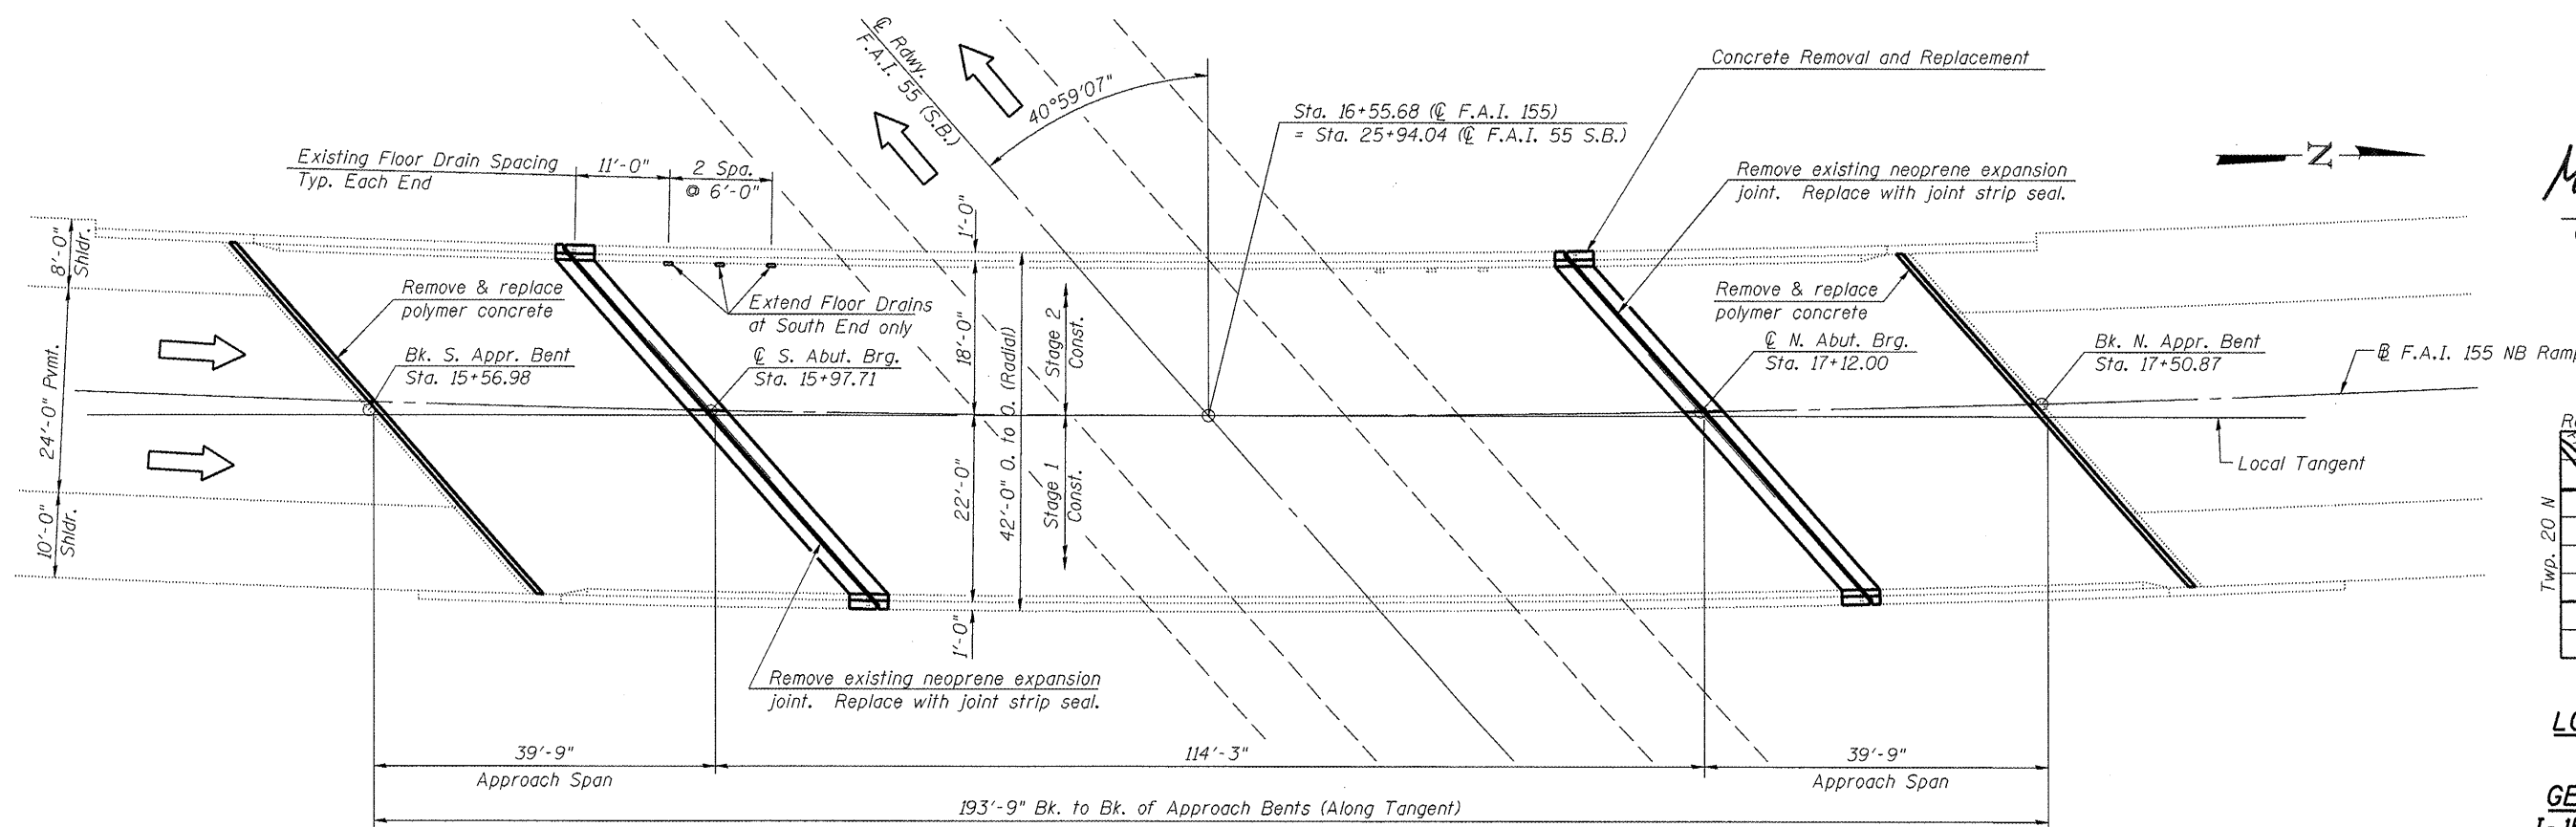 ℄ Rdwy.
F.A.I. 55 (S.B.)
40°59'07"
Concrete Removal and Replacement
Sta. 16+55.68 (℄ F.A.I. 155)
= Sta. 25+94.04 (℄ F.A.I. 55 S.B.)
N
Existing Floor Drain Spacing
Typ. Each End
11'-0"
2 Spa.
@ 6'-0"
1'-0"
Remove existing neoprene expansion
joint. Replace with joint strip seal.
8'-0"
Shldr.
Remove & replace
polymer concrete
Extend Floor Drains
at South End only
18'-0"
Stage 2
Const.
Remove & replace
polymer concrete
Bk. S. Appr. Bent
Sta. 15+56.98
℄ S. Abut. Brg.
Sta. 15+97.71
℄ N. Abut. Brg.
Sta. 17+12.00
Bk. N. Appr. Bent
Sta. 17+50.87
F.A.I. 155 NB Ram
24'-0" Pvmt.
42'-0" O. to O. (Radial)
22'-0"
Stage 1
Const.
Local Tangent
10'-0"
Shldr.
1'-0"
Twp. 20 N
Remove existing neoprene expansion
joint. Replace with joint strip seal.
39'-9"
Approach Span
114'-3"
39'-9"
Approach Span
193'-9" Bk. to Bk. of Approach Bents (Along Tangent)